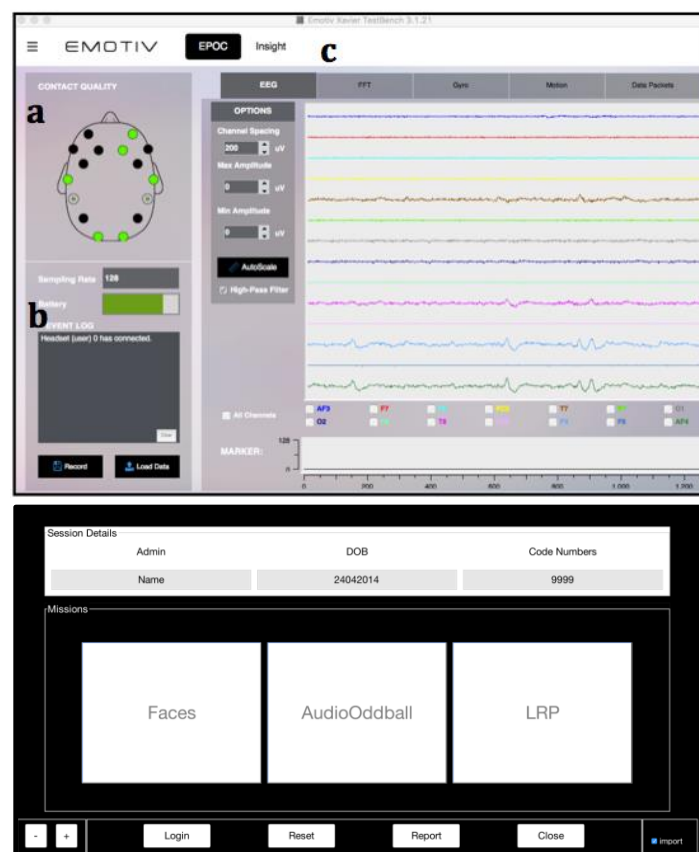 Emotiv Xavier TestBench 3.1.21
EMOTIV EPOC Insight c
CONTACT QUALITY
a
EEG FFT Gyro Motion Data Packets
OPTIONS
Channel Spacing
200 uV
Max Amplitude
0 uV
Min Amplitude
0 uV
AutoScale
High-Pass Filter
Sampling Rate 128
Battery
b
EVENT LOG
Headset (user) 0 has connected.
Clear
Record Load Data
All Channels
AF3 F7 T7 O1
O2 T8 F8 AF4
MARKER:
128
0
0 200 400 600 800 1.000 1.200
Session Details
Admin DOB Code Numbers
Name 24042014 9999
Missions
Faces AudioOddball LRP
- + Login Reset Report Close import